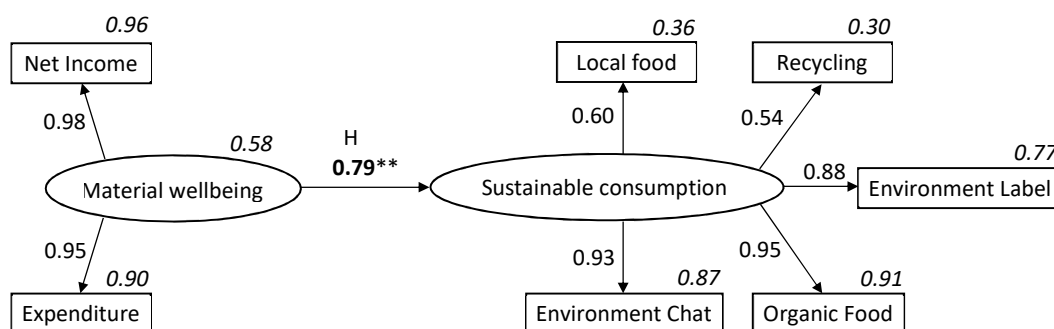 0.96
Net Income
0.98
0.58
Material wellbeing
0.95
0.90
Expenditure
H
0.79**
0.36
Local food
0.60
0.30
Recycling
0.54
Sustainable consumption
0.88
0.77
Environment Label
0.93
0.87
Environment Chat
0.95
0.91
Organic Food